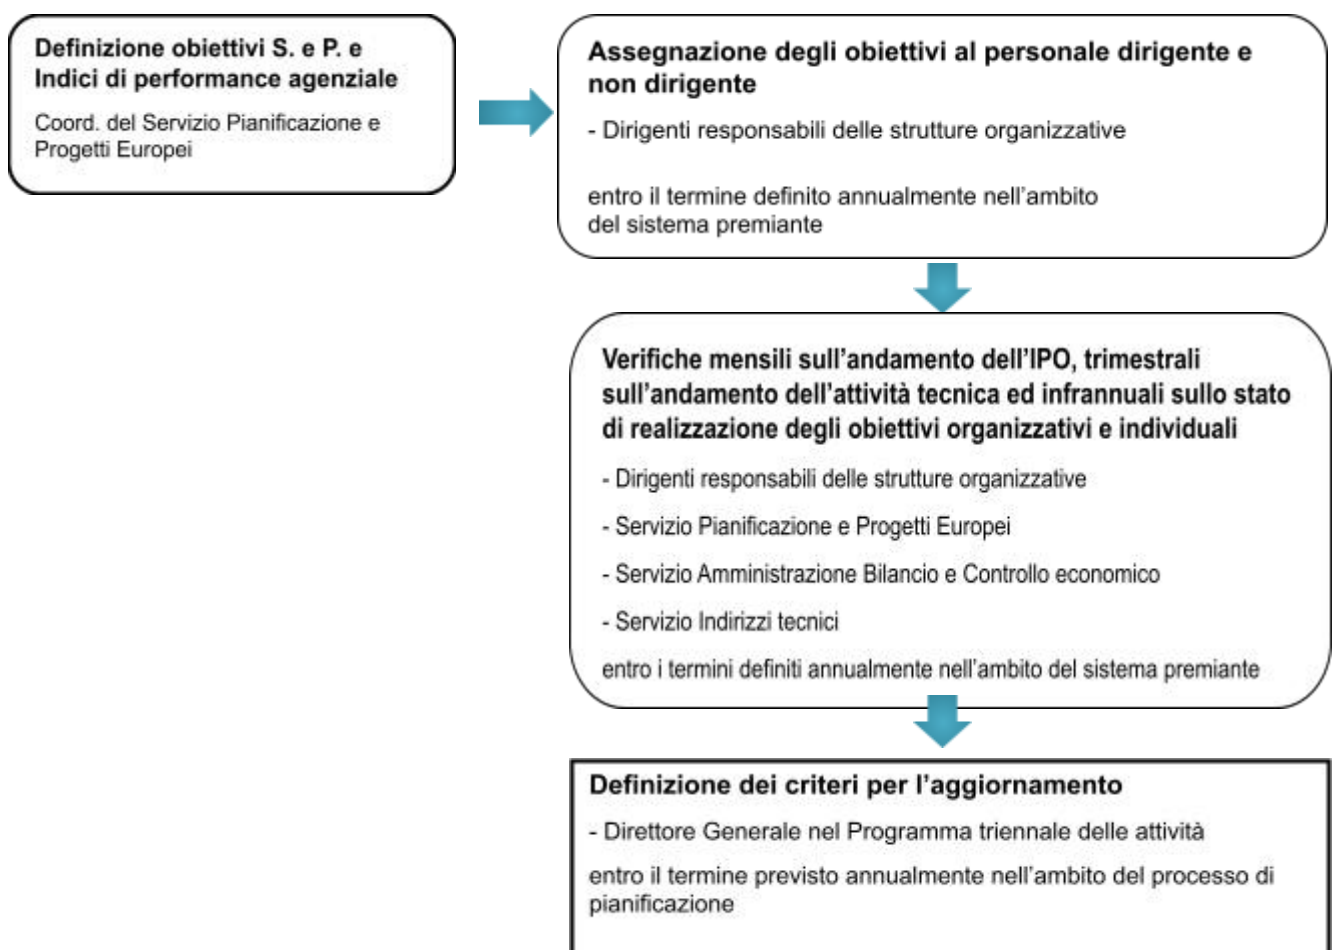 Definizione obiettivi S. e P. e
Indici di performance agenziale
Coord. del Servizio Pianificazione e
Progetti Europei
Assegnazione degli obiettivi al personale dirigente e
non dirigente
- Dirigenti responsabili delle strutture organizzative
entro il termine definito annualmente nell'ambito
del sistema premiante
Verifiche mensili sull'andamento dell'IPO, trimestrali
sull'andamento dell'attività tecnica ed infrannuali sullo stato
di realizzazione degli obiettivi organizzativi e individuali
- Dirigenti responsabili delle strutture organizzative
- Servizio Pianificazione e Progetti Europei
- Servizio Amministrazione Bilancio e Controllo economico
- Servizio Indirizzi tecnici
entro i termini definiti annualmente nell'ambito del sistema premiante
Definizione dei criteri per l'aggiornamento
- Direttore Generale nel Programma triennale delle attività
entro il termine previsto annualmente nell'ambito del processo di
pianificazione